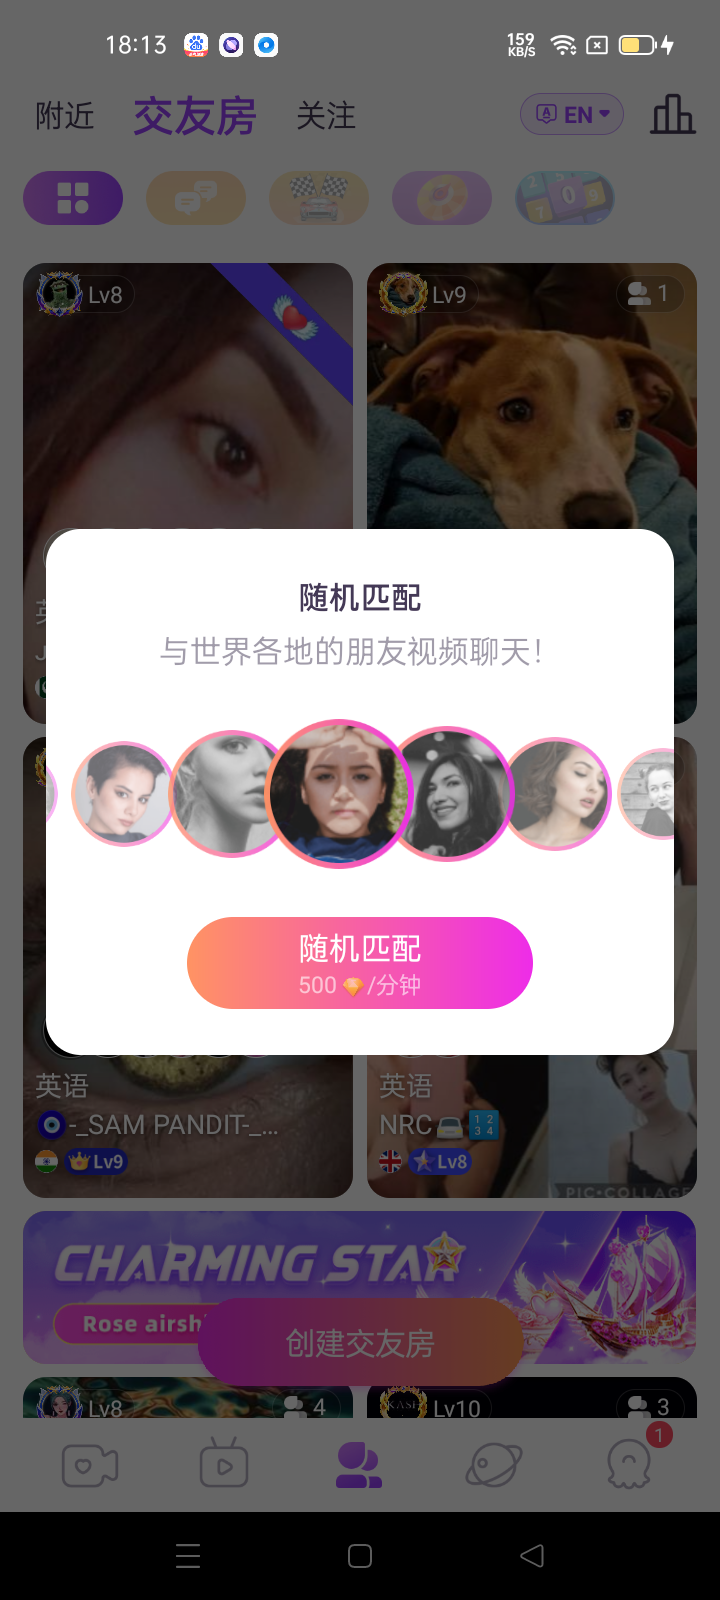 18:13
159
KB/S
附近
交友房
关注
EN
Lv8
Lv9
1
随机匹配
与世界各地的朋友视频聊天！
随机匹配
500 /分钟
英语
-_SAM PANDIT-_...
Lv9
英语
NRC
Lv8
PIC•COLLAGE
CHARMING STAR
Rose airsh
创建交友房
Lv8
4
KASH
Lv10
3
1